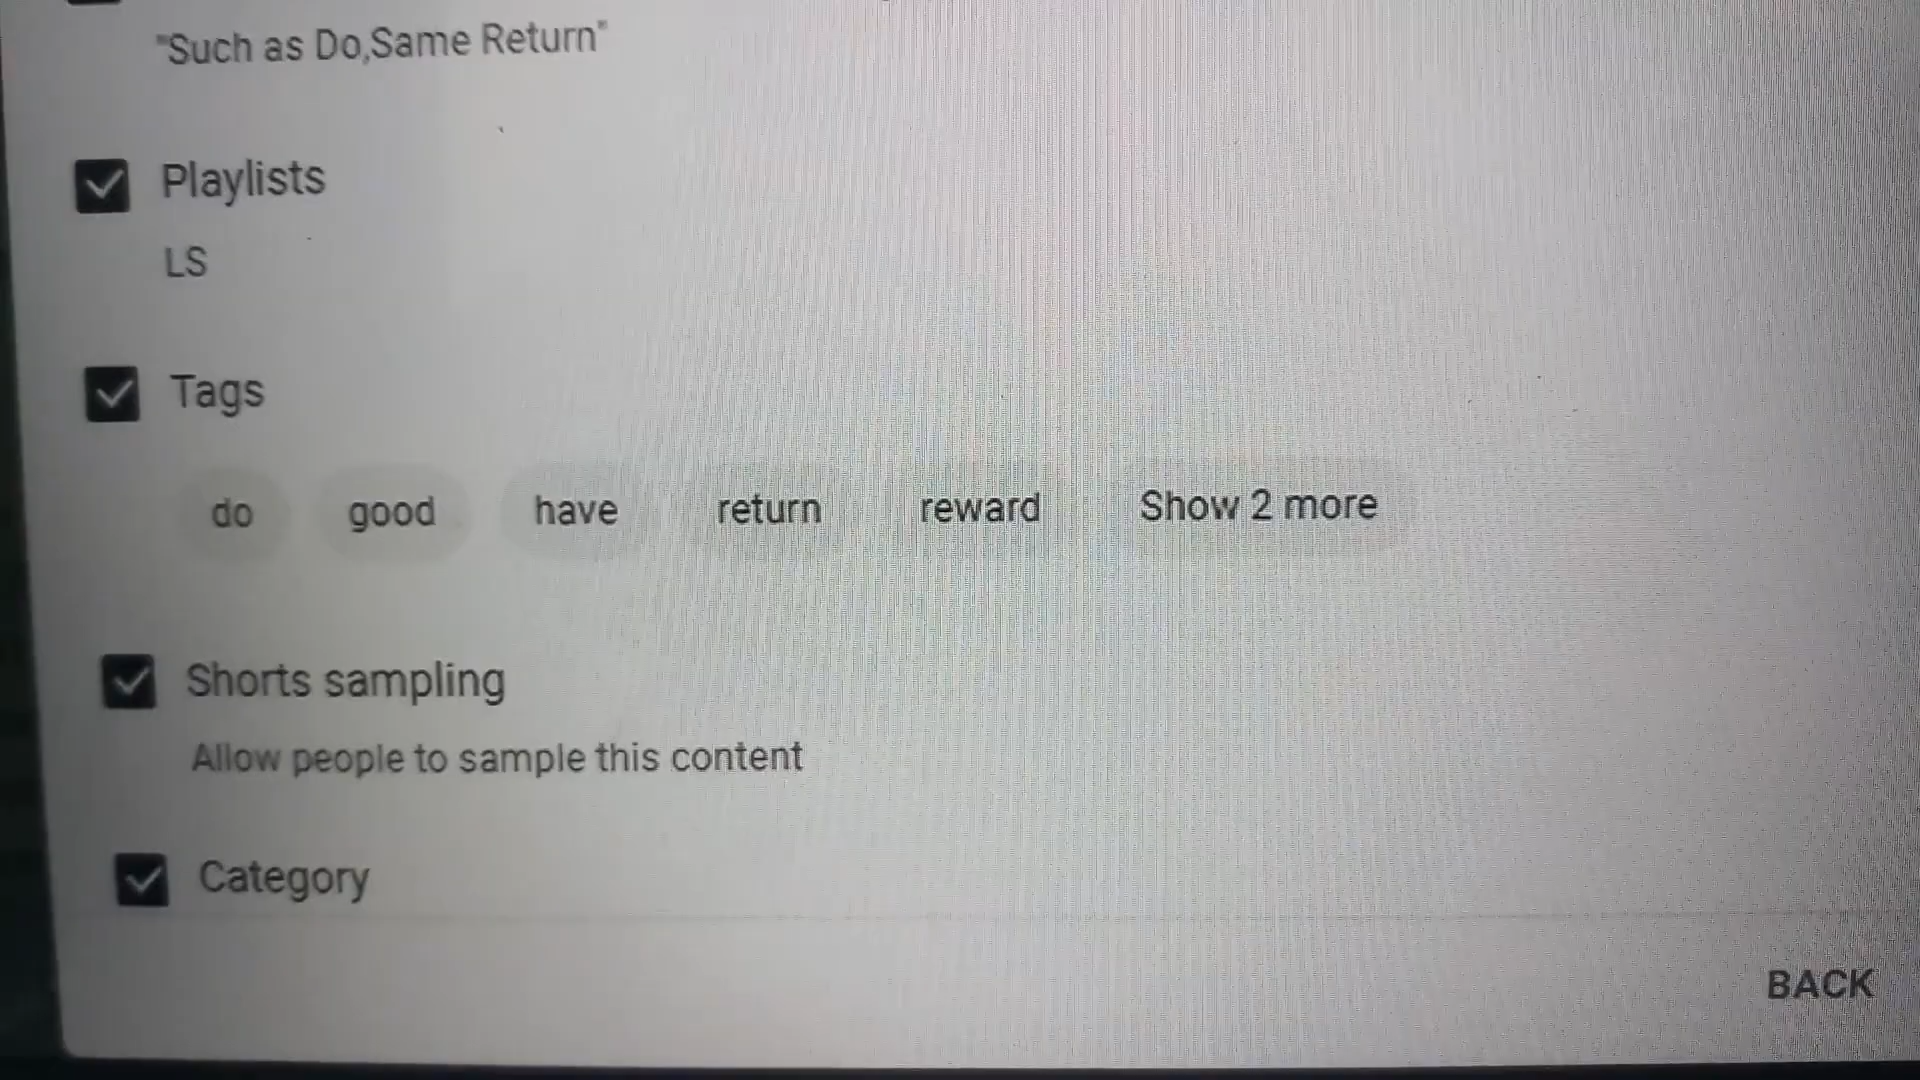 "Such as Do,Same Return"
Playlists
LS
Tags
do good have return reward Show 2 more
Shorts sampling
Allow people to sample this content
Category
BACK